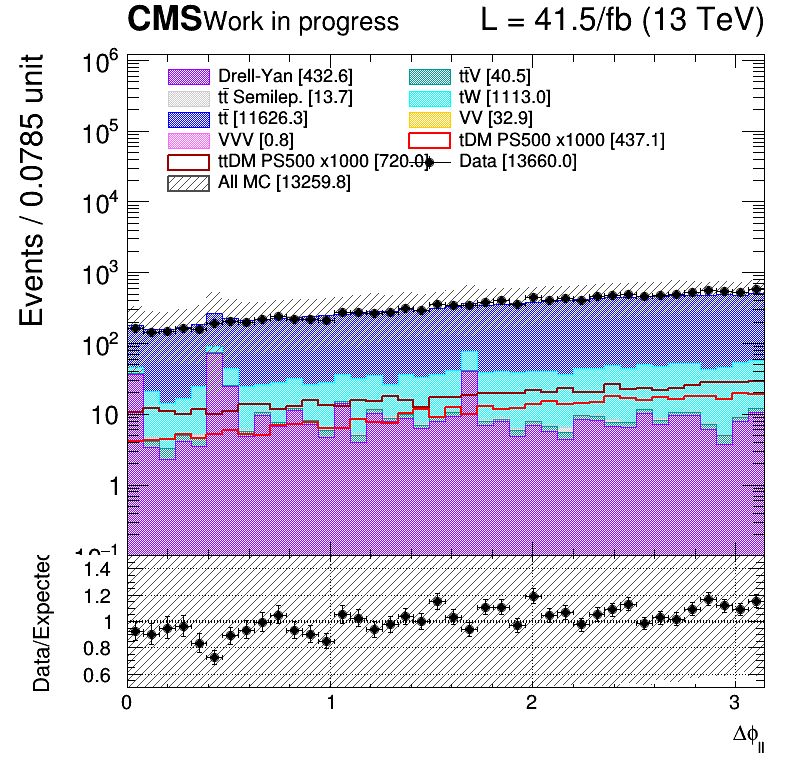 CMS Work in progress L = 41.5/fb (13 TeV)
Events / 0.0785 unit
10⁶
10⁵
10⁴
10³
10²
10
1
10⁻¹
Drell-Yan [432.6] tt̄V [40.5]
tt̄ Semilep. [13.7] tW [1113.0]
tt̄ [11626.3] VV [32.9]
VVV [0.8] tDM PS500 x1000 [437.1]
ttDM PS500 x1000 [720.0] Data [13660.0]
All MC [13259.8]
Data/Expected
1.4
1.2
1
0.8
0.6
0 1 2 3
Δϕ_ll